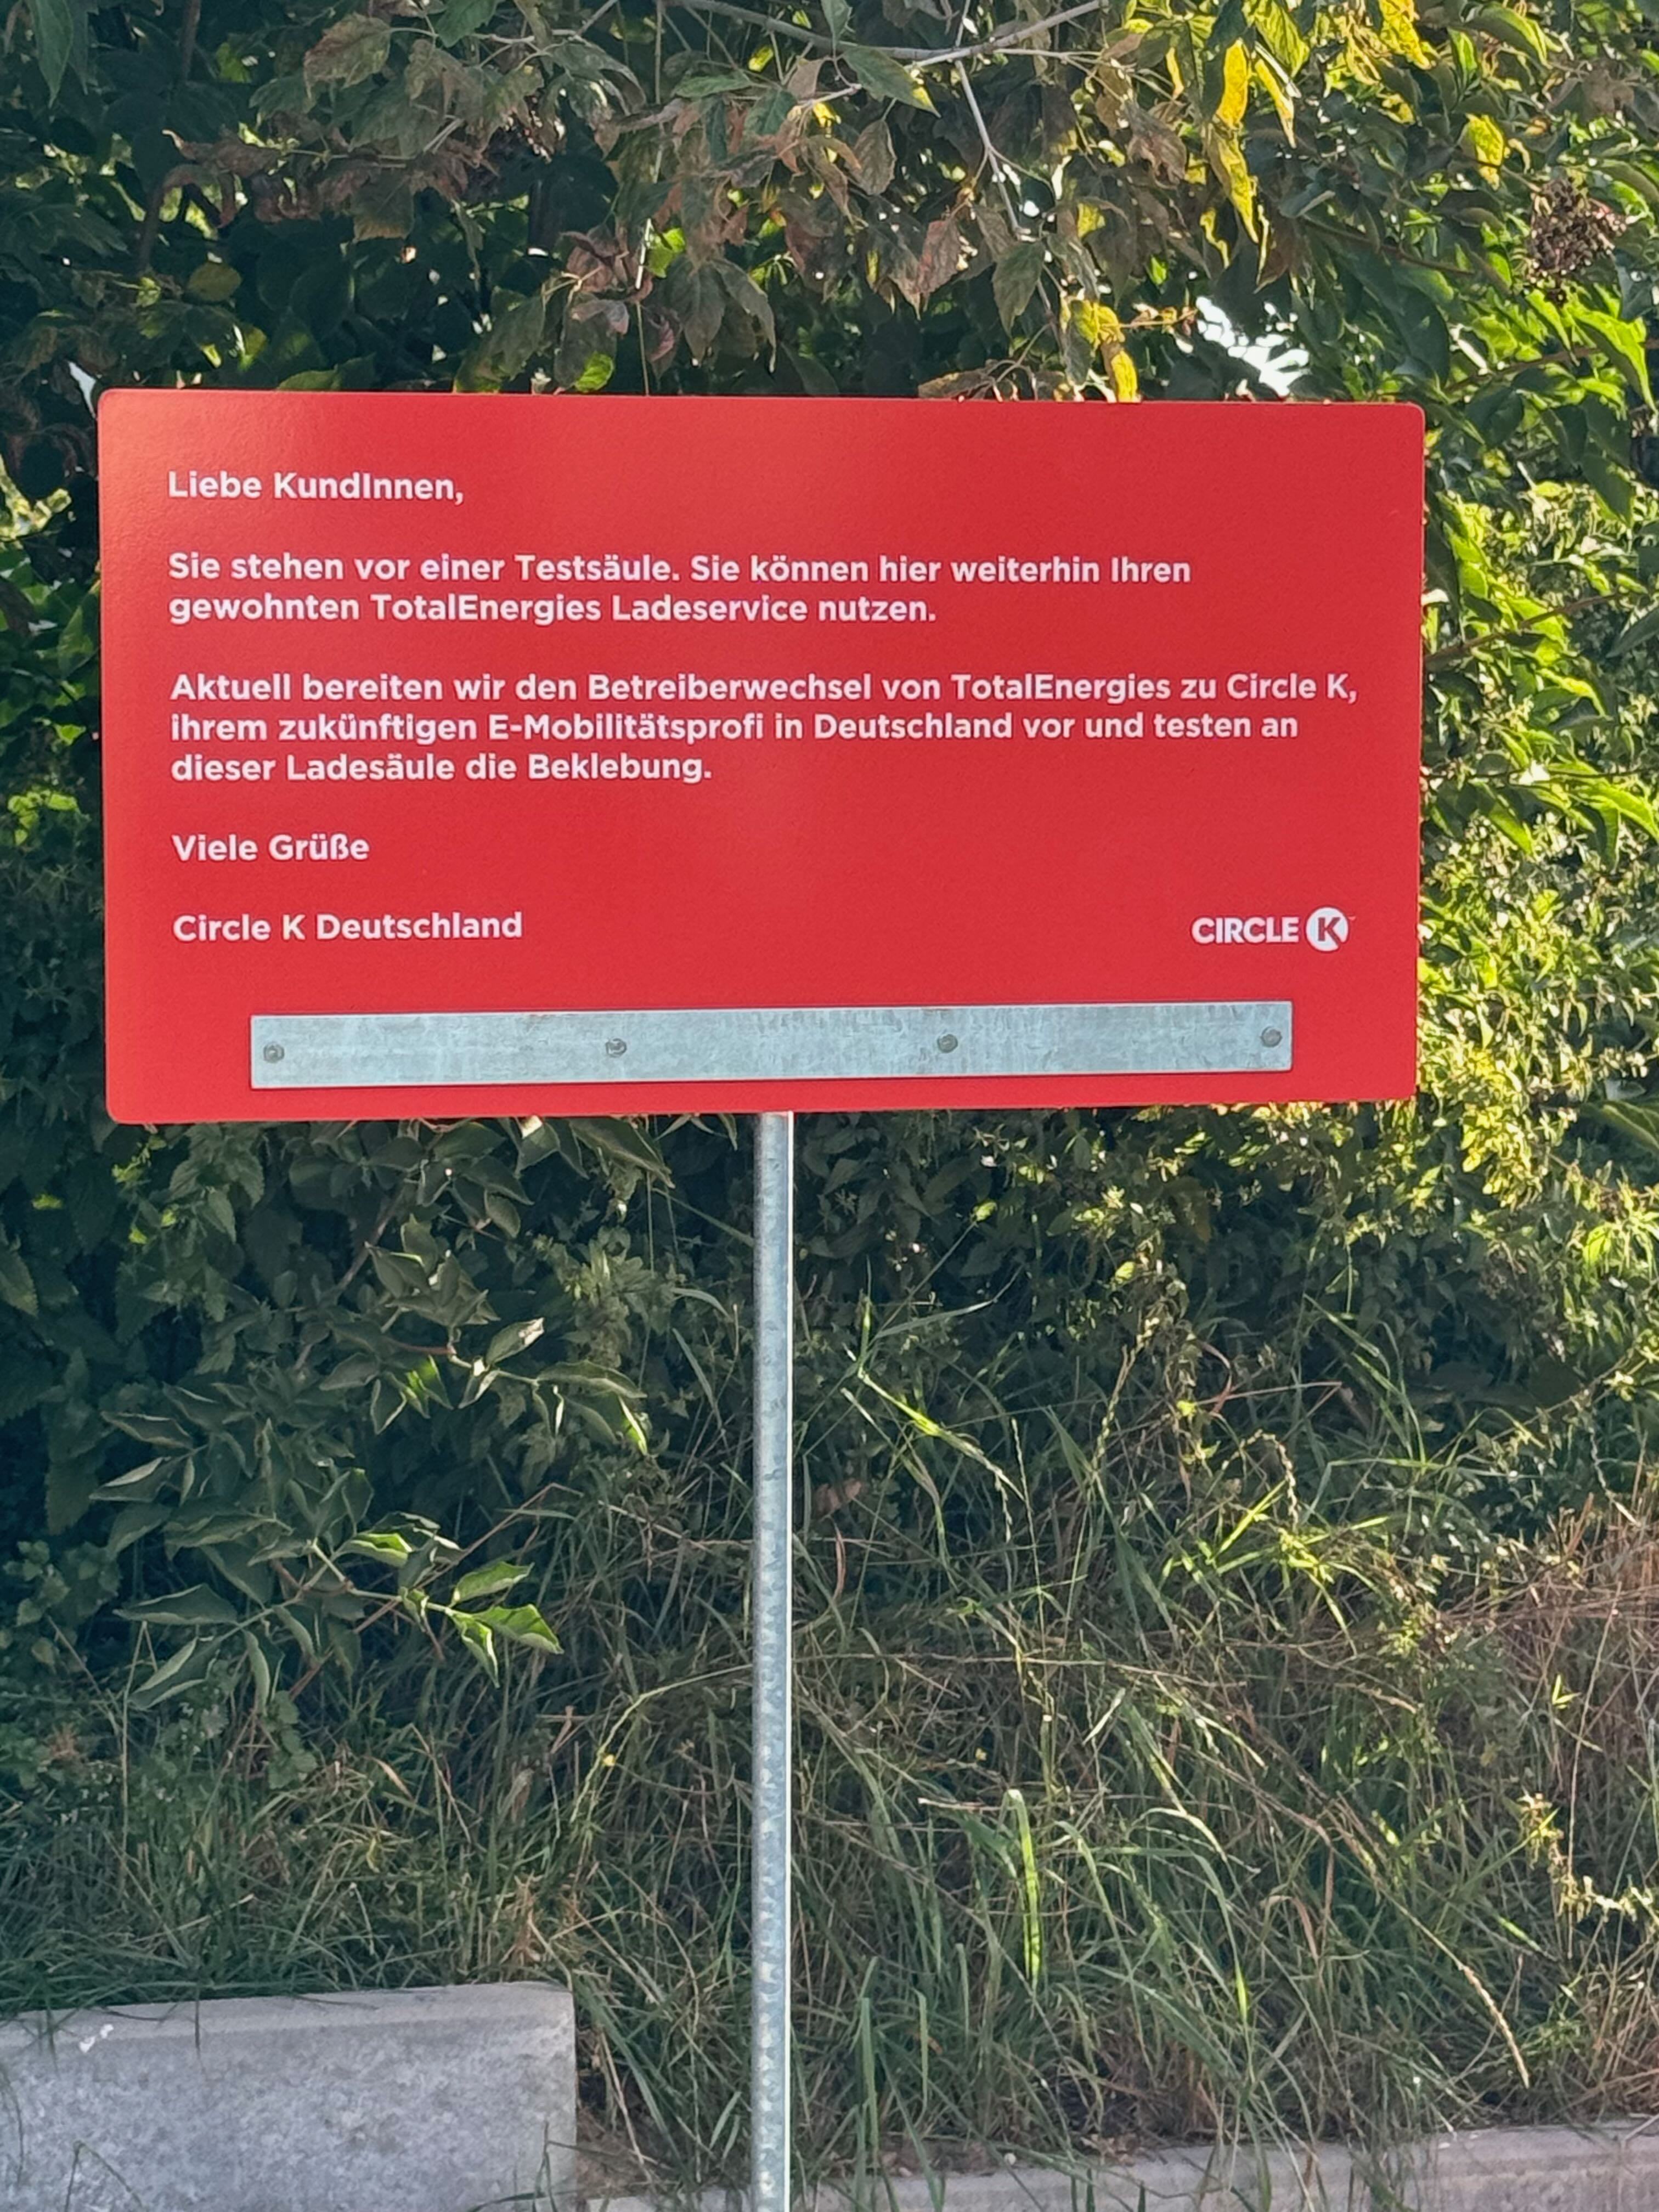 Liebe KundInnen,
Sie stehen vor einer Testsäule. Sie können hier weiterhin Ihren
gewohnten TotalEnergies Ladeservice nutzen.
Aktuell bereiten wir den Betreiberwechsel von TotalEnergies zu Circle K,
ihrem zukünftigen E-Mobilitätsprofi in Deutschland vor und testen an
dieser Ladesäule die Beklebung.
Viele Grüße
Circle K Deutschland
CIRCLE K